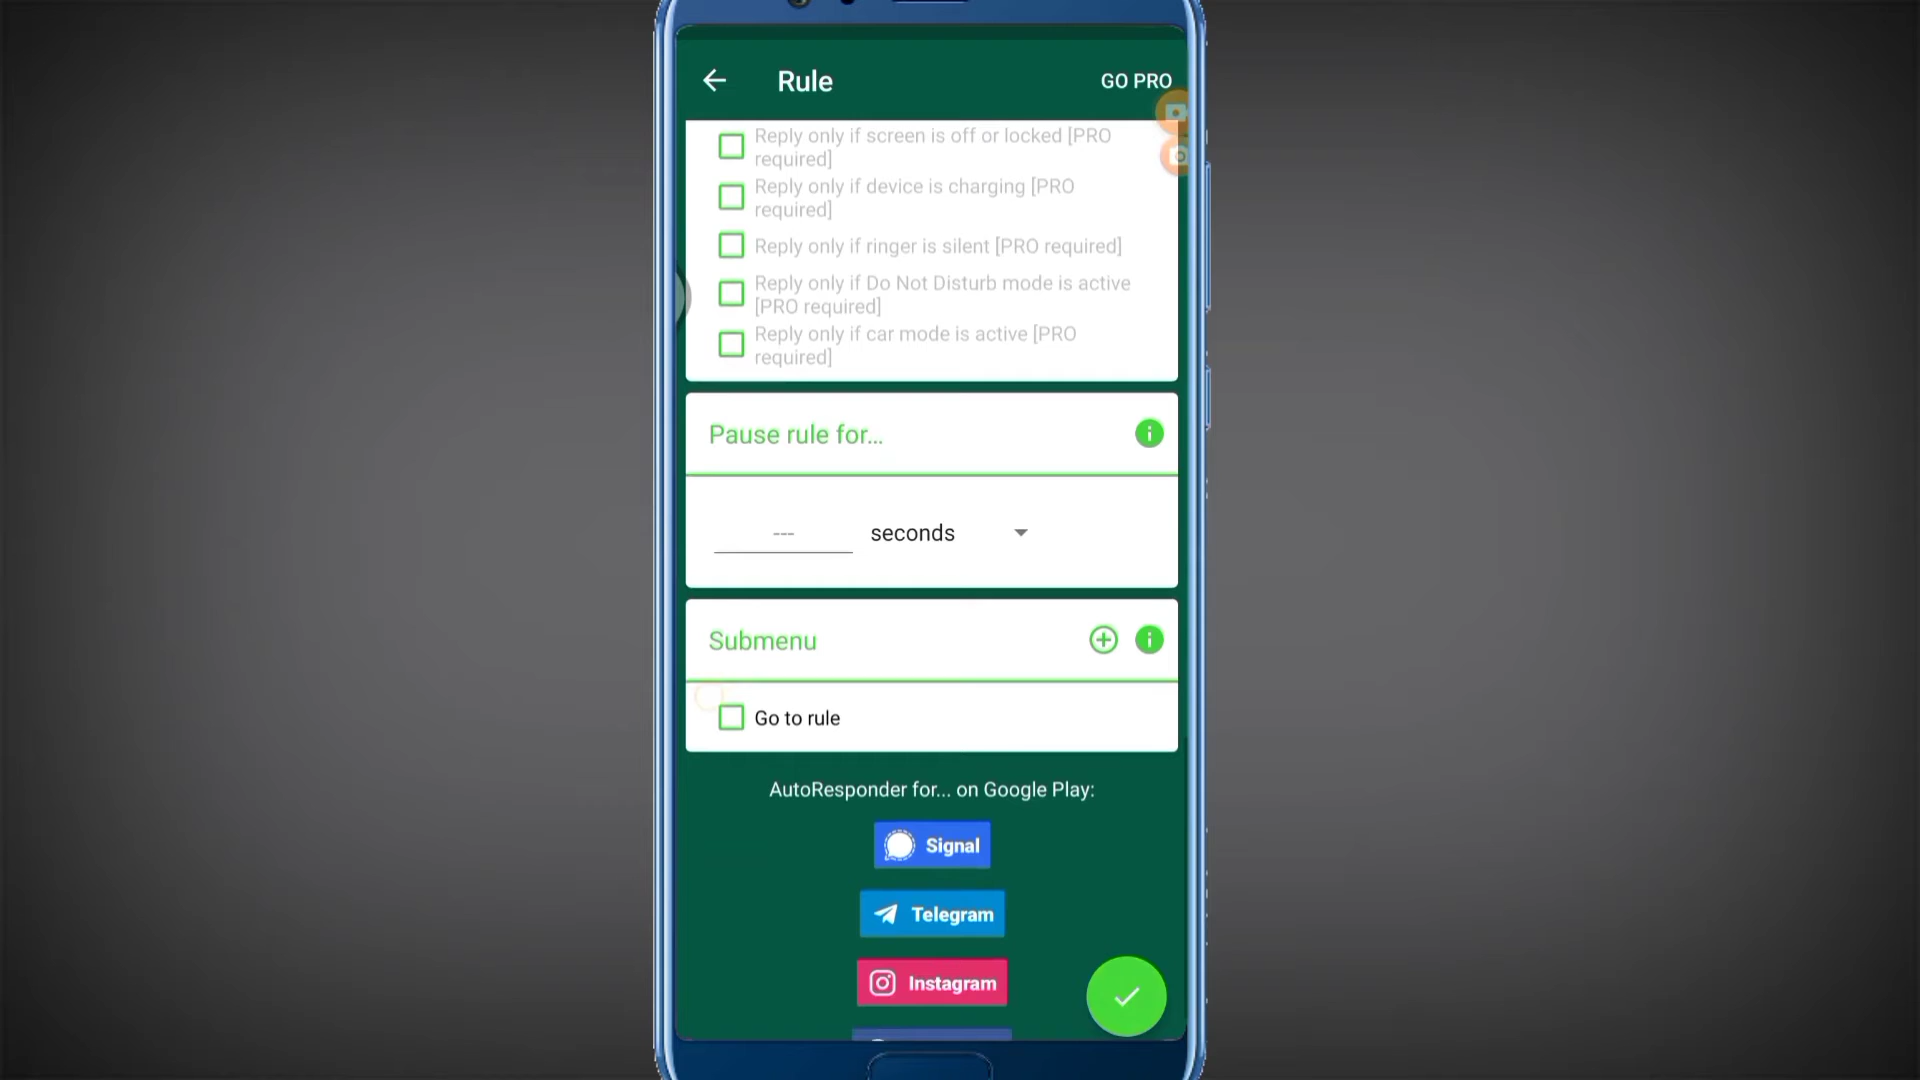 Rule
GO PRO
Reply only if screen is off or locked [PRO
required]
Reply only if device is charging [PRO
required]
Reply only if ringer is silent [PRO required]
Reply only if Do Not Disturb mode is active
[PRO required]
Reply only if car mode is active [PRO
required]
Pause rule for...
--- seconds
Submenu
Go to rule
AutoResponder for... on Google Play:
Signal
Telegram
Instagram